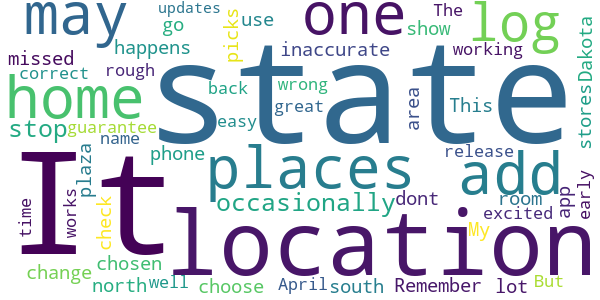 may
one
log
updates
go
use
picks
show
The
happens
inaccurate
working
missed
correct
rough
state
home
back
wrong
area
This
stores
Dakota
stop
guarantee
easy
great
name
phone
places
add
release
room
plaza
It
location
occasionally
dont
excited
app
early
time
works
check
My
chosen
change
north
well
choose
April
south
Remember
lot
But